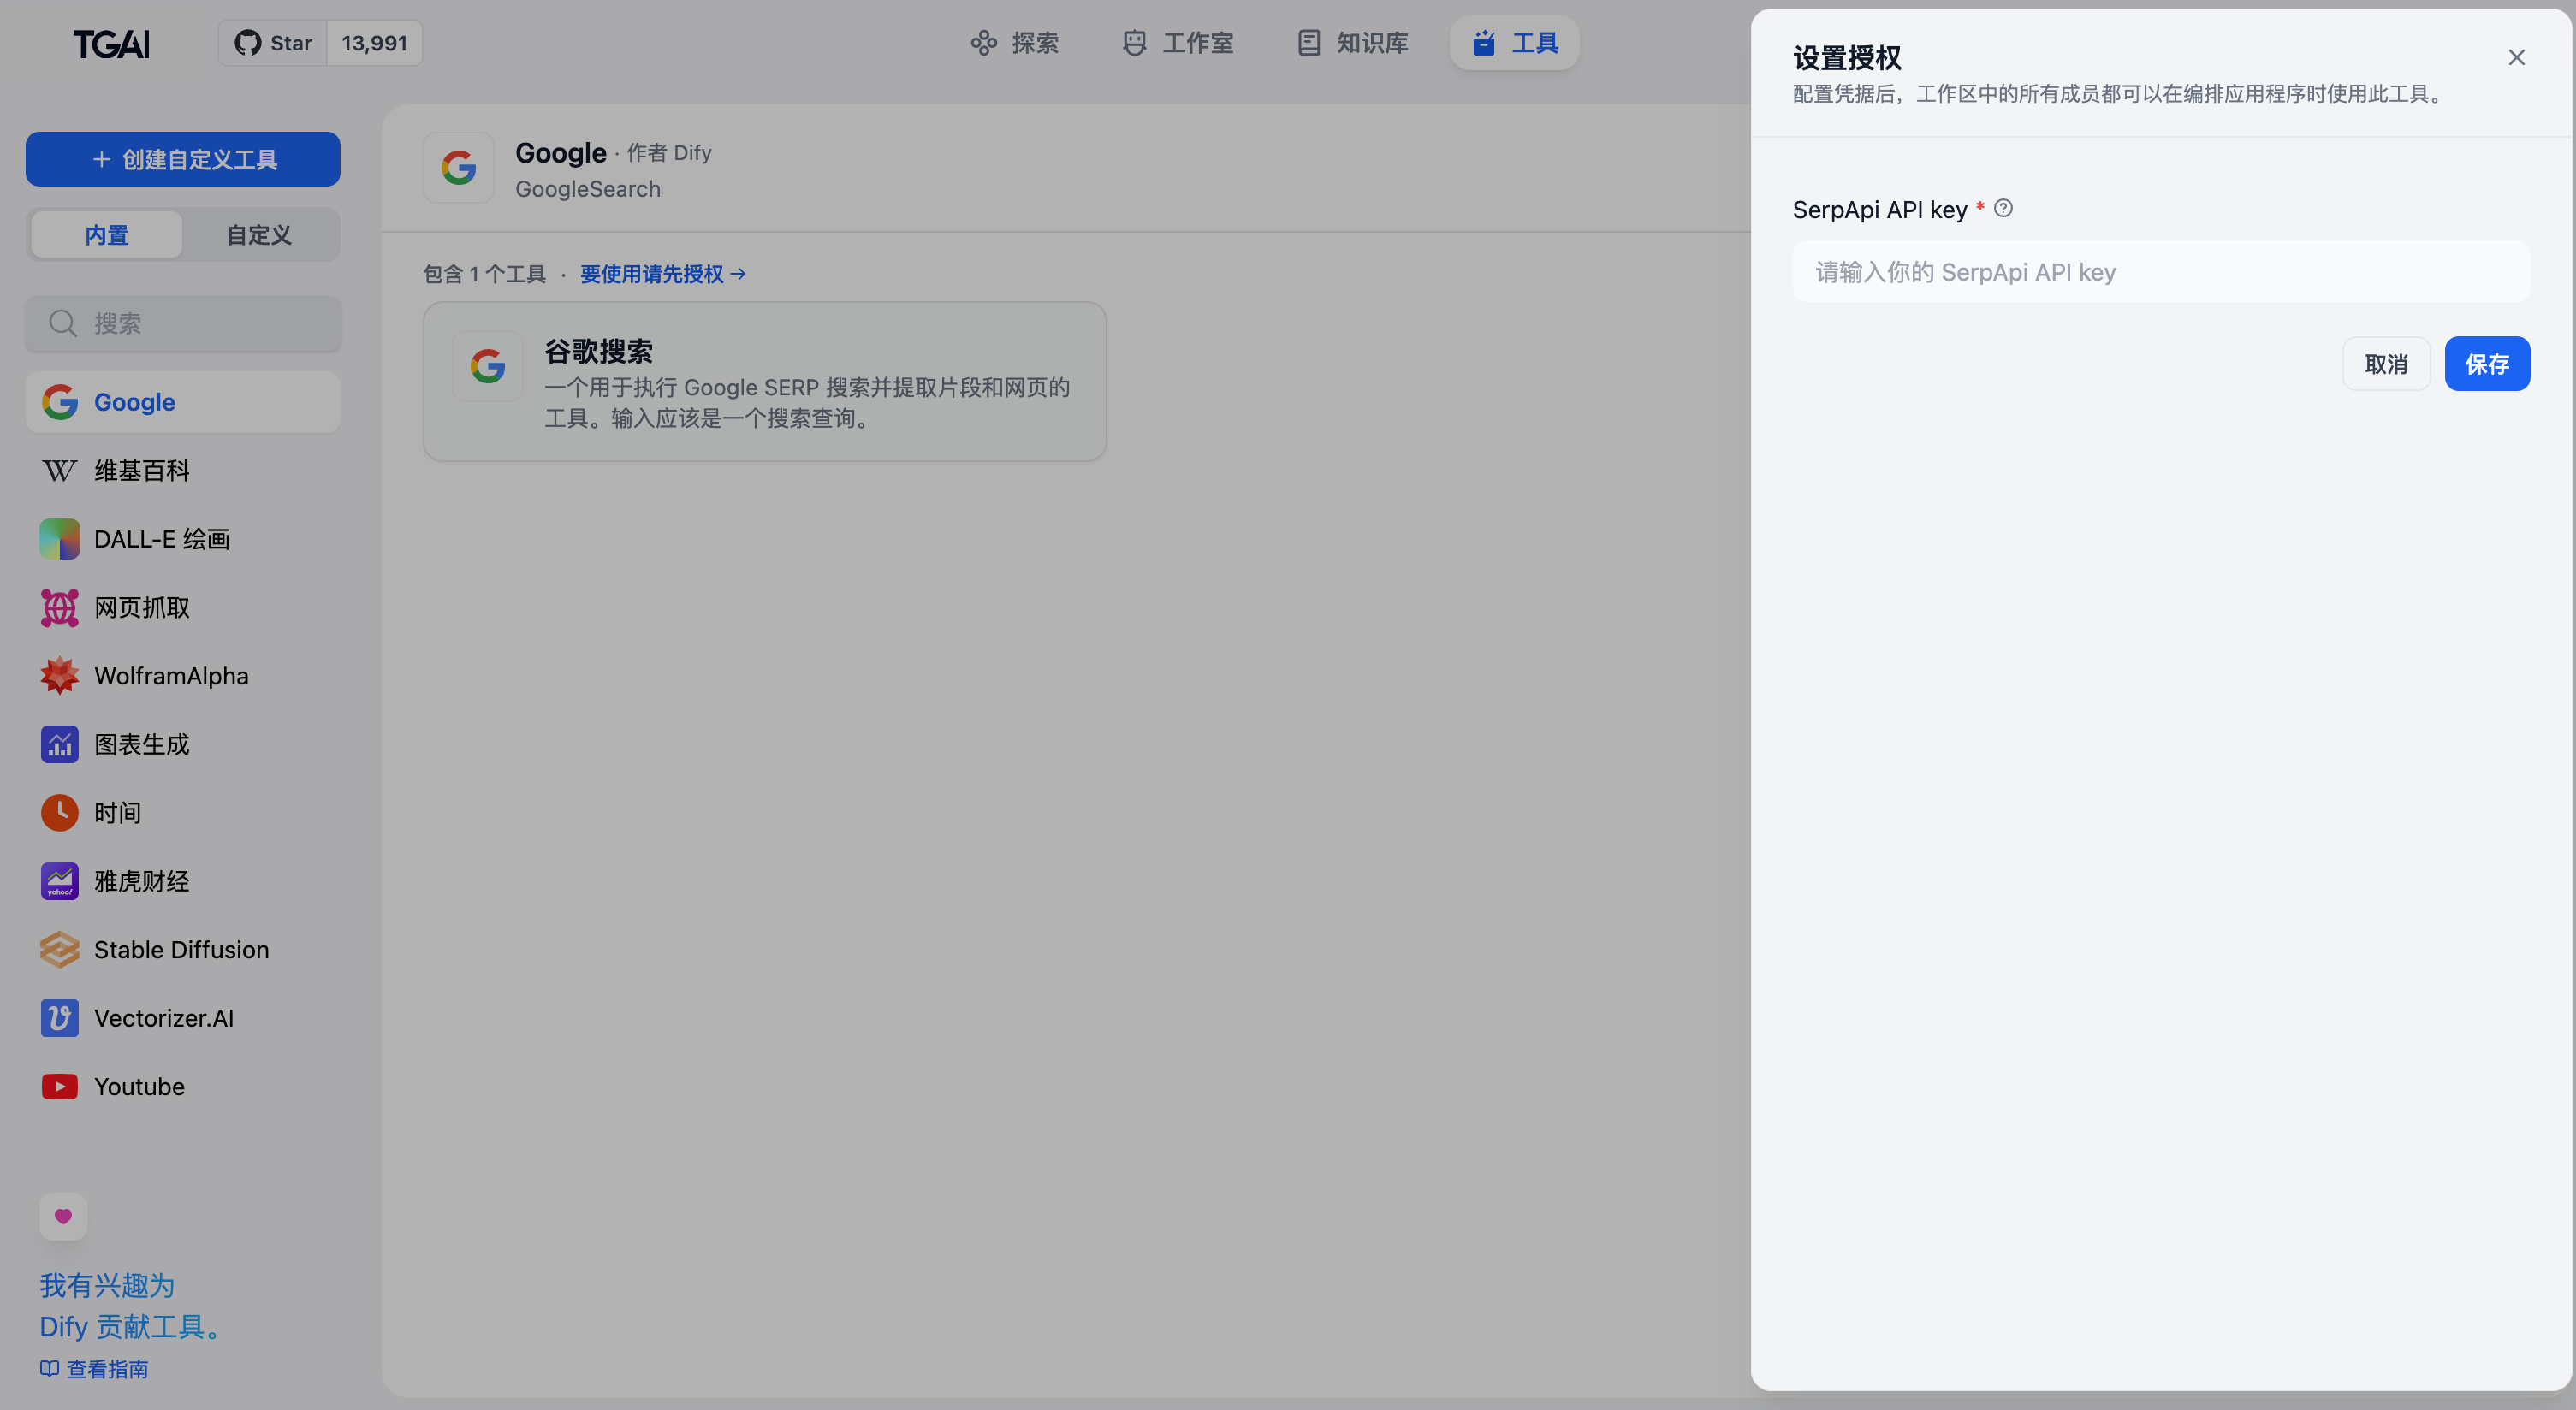 TGAI
Star 13,991
探索
工作室
知识库
工具
+ 创建自定义工具
内置
自定义
搜索
Google
维基百科
DALL-E 绘画
网页抓取
WolframAlpha
图表生成
时间
yahoo!
雅虎财经
Stable Diffusion
Vectorizer.AI
Youtube
我有兴趣为
Dify 贡献工具。
查看指南
Google · 作者 Dify
GoogleSearch
包含 1 个工具 · 要使用请先授权 →
谷歌搜索
一个用于执行 Google SERP 搜索并提取片段和网页的
工具。输入应该是一个搜索查询。
设置授权
配置凭据后，工作区中的所有成员都可以在编排应用程序时使用此工具。
SerpApi API key *
请输入你的 SerpApi API key
取消
保存